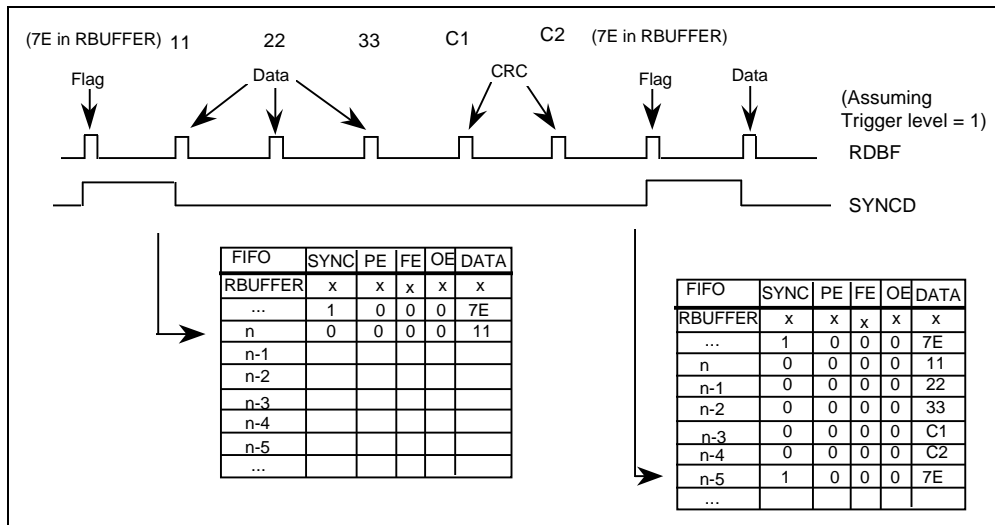 (7E in RBUFFER) 11 22 33 C1 C2 (7E in RBUFFER)
Flag Data CRC Flag Data
(Assuming
Trigger level = 1)
RDBF
SYNCD
FIFO SYNC PE FE OE DATA
RBUFFER x x x x x
... 1 0 0 0 7E
n 0 0 0 0 11
n-1
n-2
n-3
n-4
n-5
...
FIFO SYNC PE FE OE DATA
RBUFFER x x x x x
... 1 0 0 0 7E
n 0 0 0 0 11
n-1 0 0 0 0 22
n-2 0 0 0 0 33
n-3 0 0 0 0 C1
n-4 0 0 0 0 C2
n-5 1 0 0 0 7E
...